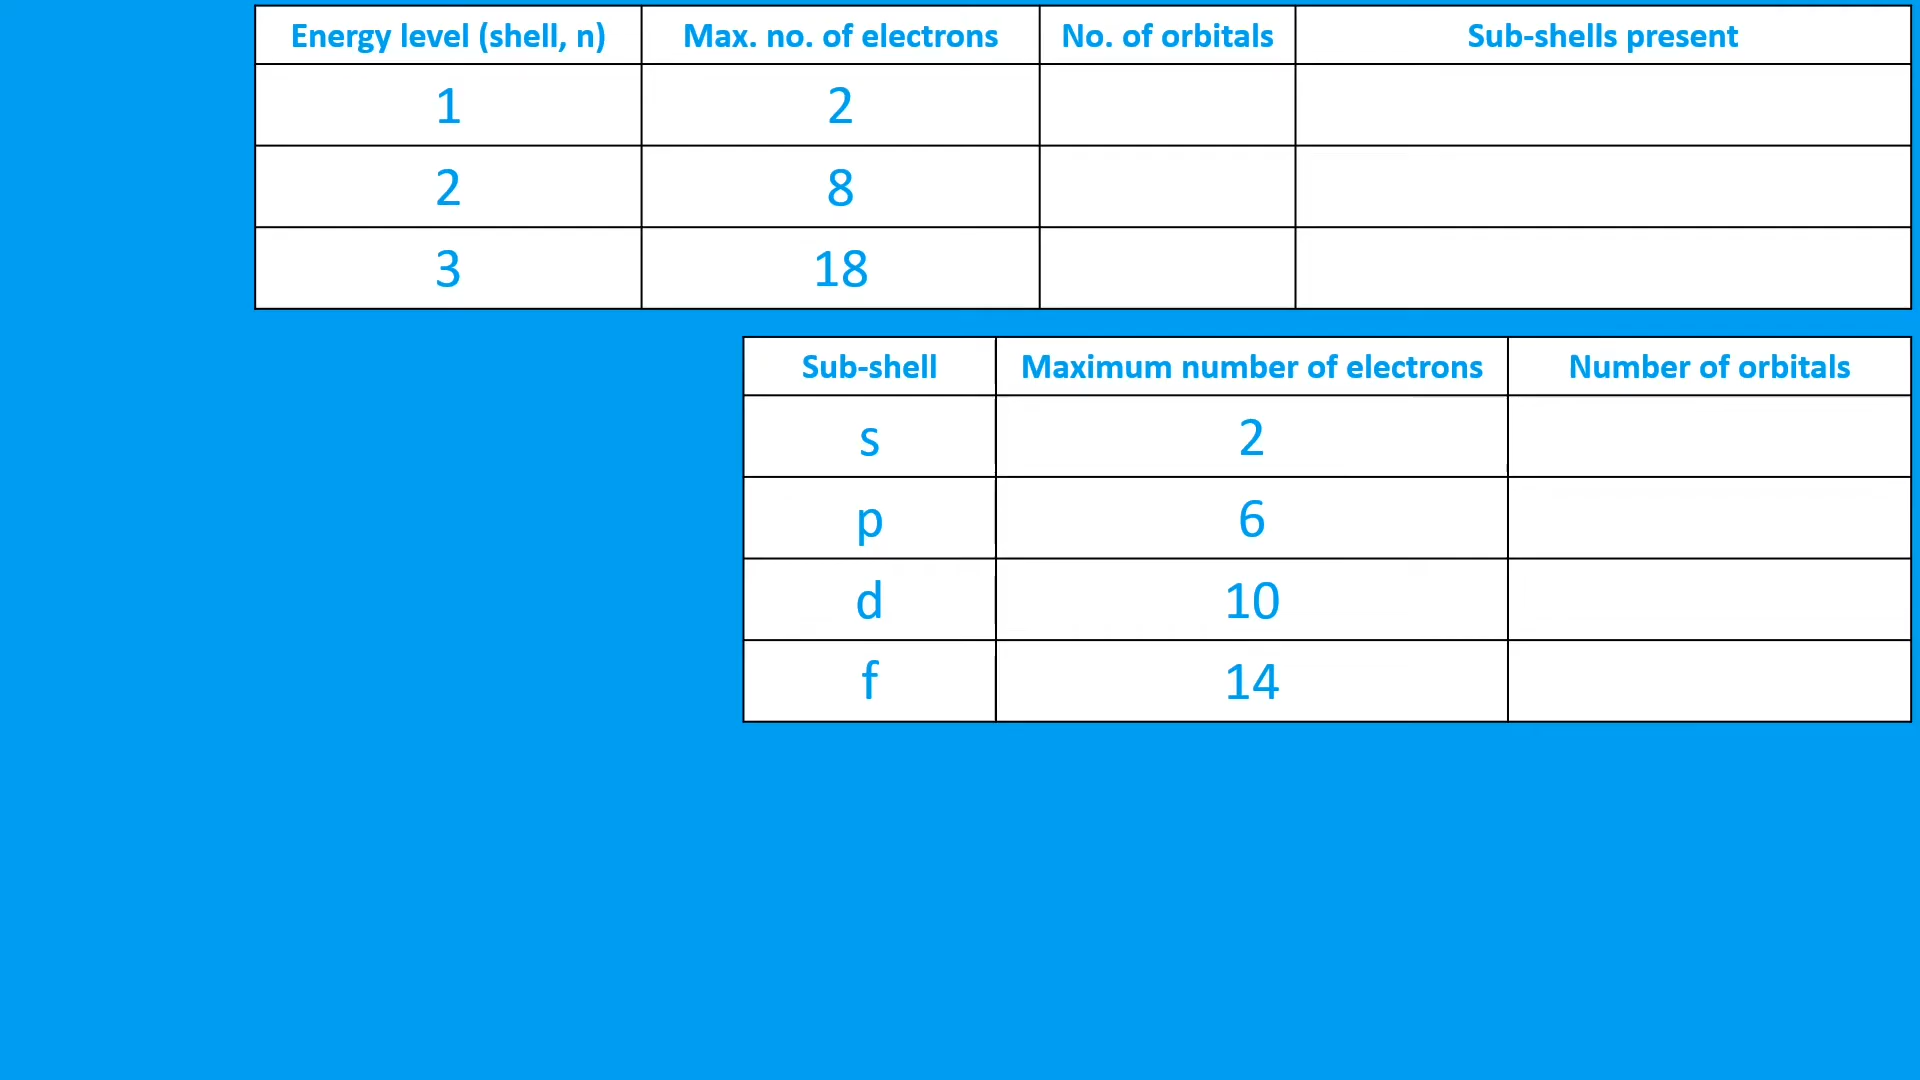 Energy level (shell, n) Max. no. of electrons No. of orbitals Sub-shells present
1 2
2 8
3 18
Sub-shell Maximum number of electrons Number of orbitals
s 2
p 6
d 10
f 14